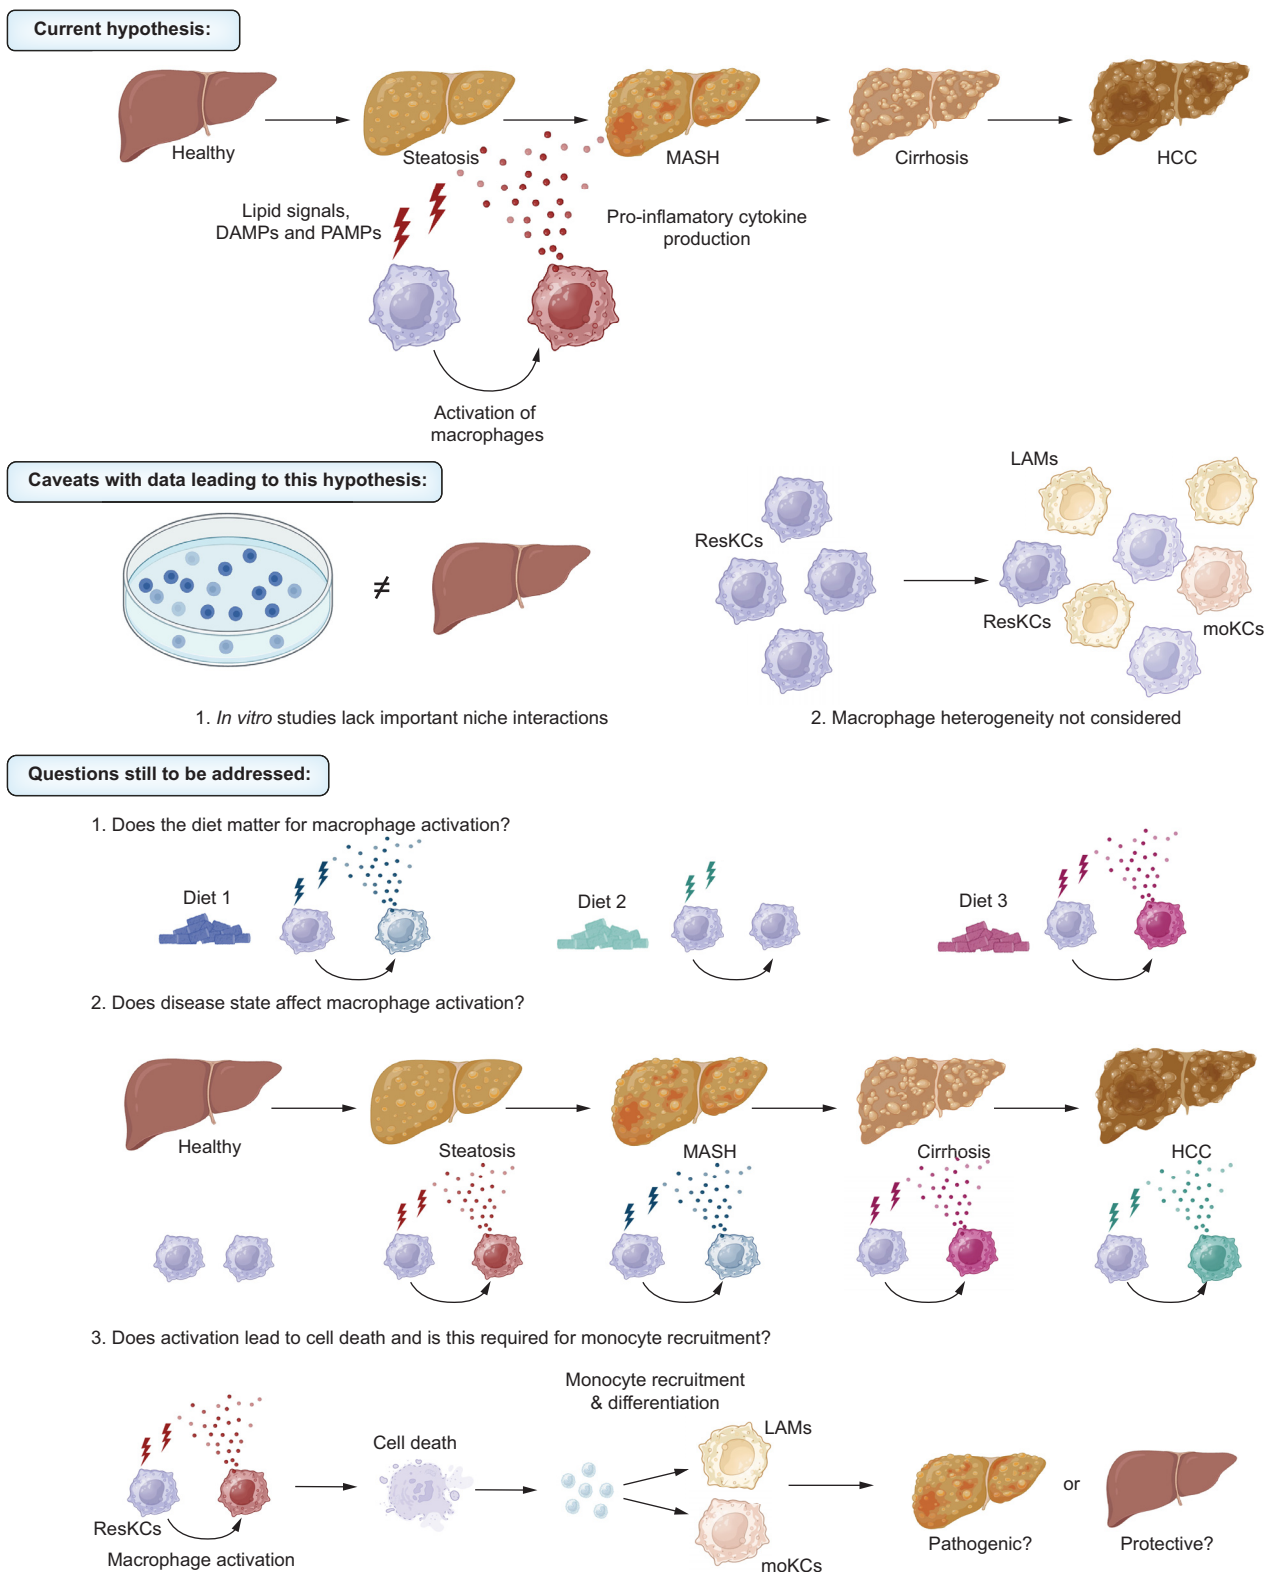 Current hypothesis:
Healthy
Steatosis
MASH
Cirrhosis
HCC
Lipid signals,
DAMPs and PAMPs
Pro-inflamatory cytokine
production
Activation of
macrophages
Caveats with data leading to this hypothesis:
≠
ResKCs
LAMs
ResKCs
moKCs
1. In vitro studies lack important niche interactions
2. Macrophage heterogeneity not considered
Questions still to be addressed:
1. Does the diet matter for macrophage activation?
Diet 1
Diet 2
Diet 3
2. Does disease state affect macrophage activation?
Healthy
Steatosis
MASH
Cirrhosis
HCC
3. Does activation lead to cell death and is this required for monocyte recruitment?
ResKCs
Macrophage activation
Cell death
Monocyte recruitment
& differentiation
LAMs
moKCs
Pathogenic?
or
Protective?